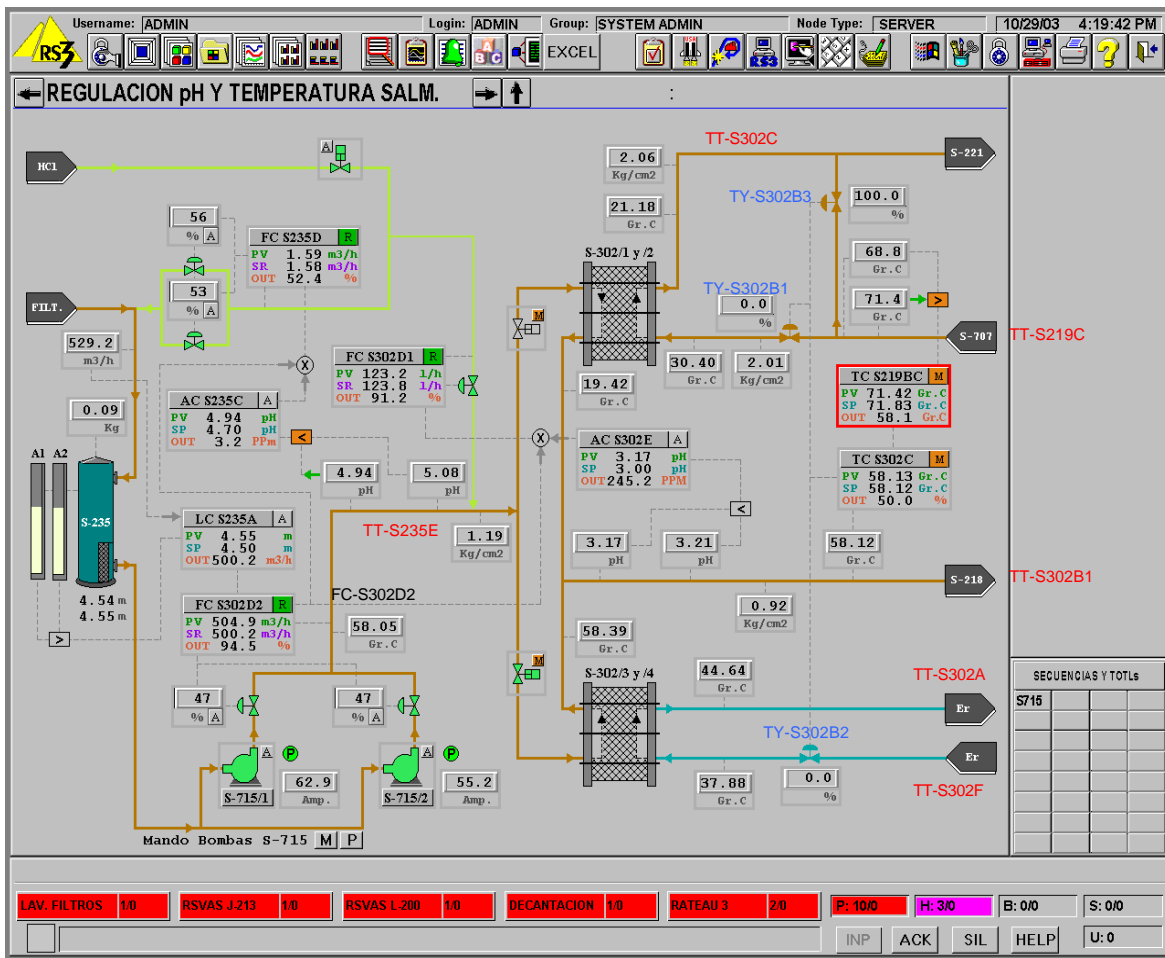 Username: ADMIN Login: ADMIN Group: SYSTEM ADMIN Node Type: SERVER 10/29/03 4:19:42 PM
RS3 EXCEL
REGULACION pH Y TEMPERATURA SALM. :
HCl
A
TT-S302C
2.06
Kg/cm2
S-221
21.18
Gr.C
TY-S302B3
100.0
%
56
% A
FC S235D R
PV 1.59 m3/h
SR 1.58 m3/h
OUT 52.4 %
S-302/1 y /2
68.8
Gr.C
53
% A
TY-S302B1
0.0
%
71.4
Gr.C
>
FILT.
529.2
m3/h
S-707
TT-S219C
M
X
FC S302D1 R
PV 123.2 l/h
SR 123.8 l/h
OUT 91.2 %
30.40
Gr.C
2.01
Kg/cm2
19.42
Gr.C
TC S219BC M
PV 71.42 Gr.C
SP 71.83 Gr.C
OUT 58.1 Gr.C
0.09
Kg
AC S235C A
PV 4.94 pH
SP 4.70 pH
OUT 3.2 PPm
<
X
AC S302E A
PV 3.17 pH
SP 3.00 pH
OUT 245.2 PPM
TC S302C M
PV 58.13 Gr.C
SP 58.12 Gr.C
OUT 50.0 %
A1 A2
4.94
pH
5.08
pH
<
S-235
LC S235A A
PV 4.55 m
SP 4.50 m
OUT 500.2 m3/h
TT-S235E
1.19
Kg/cm2
3.17
pH
3.21
pH
58.12
Gr.C
S-218
TT-S302B1
4.54 m
4.55 m
>
FC S302D2 R
PV 504.9 m3/h
SR 500.2 m3/h
OUT 94.5 %
FC-S302D2
58.05
Gr.C
0.92
Kg/cm2
58.39
Gr.C
M
S-302/3 y /4
44.64
Gr.C
TT-S302A
Er
47
% A
47
% A
TY-S302B2
Er
A P
A P
S-715/1
62.9
Amp.
S-715/2
55.2
Amp.
37.88
Gr.C
0.0
%
TT-S302F
Mando Bombas S-715 M P
SECUENCIAS Y TOTLs
S715
LAV. FILTROS 1/0 RSVAS J-213 1/0 RSVAS L-200 1/0 DECANTACION 1/0 RATEAU 3 2/0 P: 10/0 H: 3/0 B: 0/0 S: 0/0
INP ACK SIL HELP U: 0